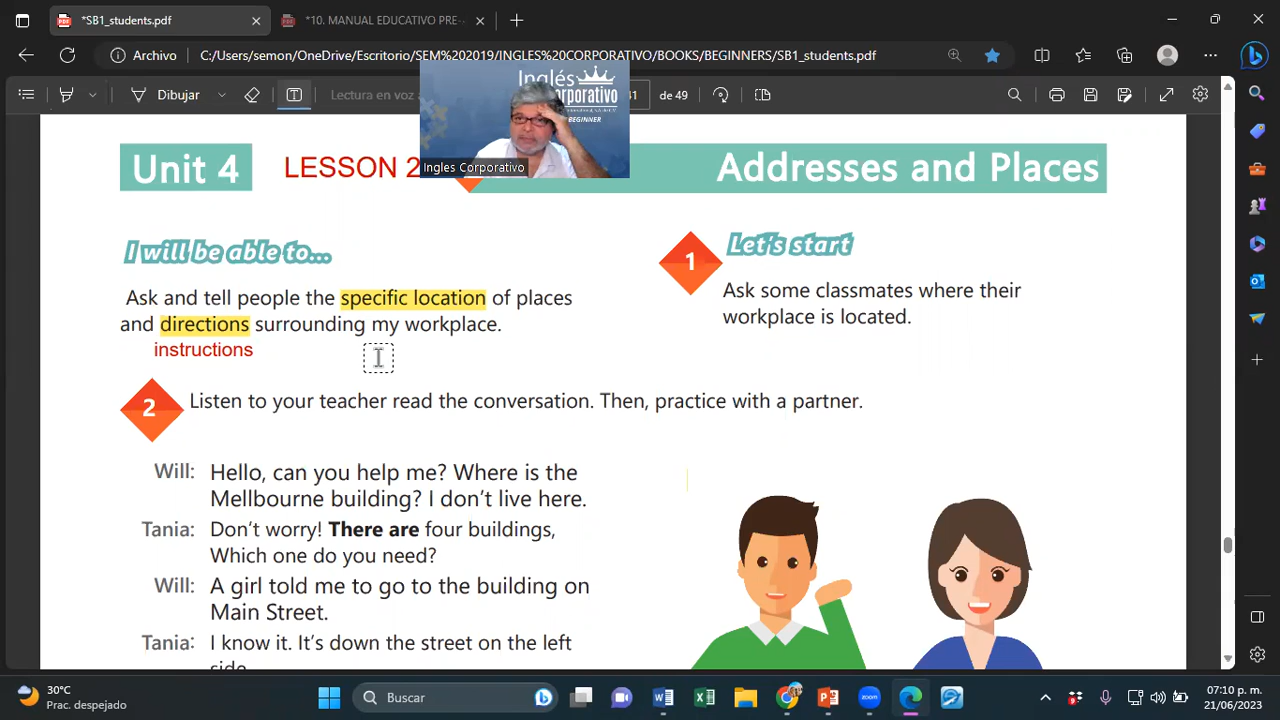 *SB1_students.pdf
*10. MANUAL EDUCATIVO PRE-
Archivo
C:/Users/semon/OneDrive/Escritorio/SEM%202019/INGLES%20CORPORATIVO/BOOKS/BEGINNERS/SB1_students.pdf
Dibujar
Lectura en voz a
41
de 49
Inglés
Corporativo
BEGINNER
Ingles Corporativo
Unit 4
LESSON 2
Addresses and Places
I will be able to...
Ask and tell people the specific location of places
and directions surrounding my workplace.
instructions
1
Let's start
Ask some classmates where their
workplace is located.
2
Listen to your teacher read the conversation. Then, practice with a partner.
Will: Hello, can you help me? Where is the
Mellbourne building? I don't live here.
Tania: Don't worry! There are four buildings,
Which one do you need?
Will: A girl told me to go to the building on
Main Street.
Tania: I know it. It's down the street on the left
side.
30°C
Prac. despejado
Buscar
07:10 p. m.
21/06/2023